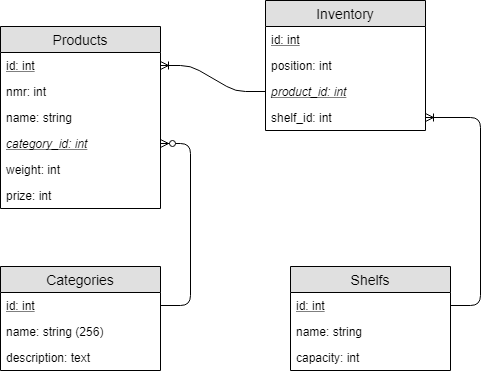 Products
id: int
nmr: int
name: string
category_id: int
weight: int
prize: int
Inventory
id: int
position: int
product_id: int
shelf_id: int
Categories
id: int
name: string (256)
description: text
Shelfs
id: int
name: string
capacity: int